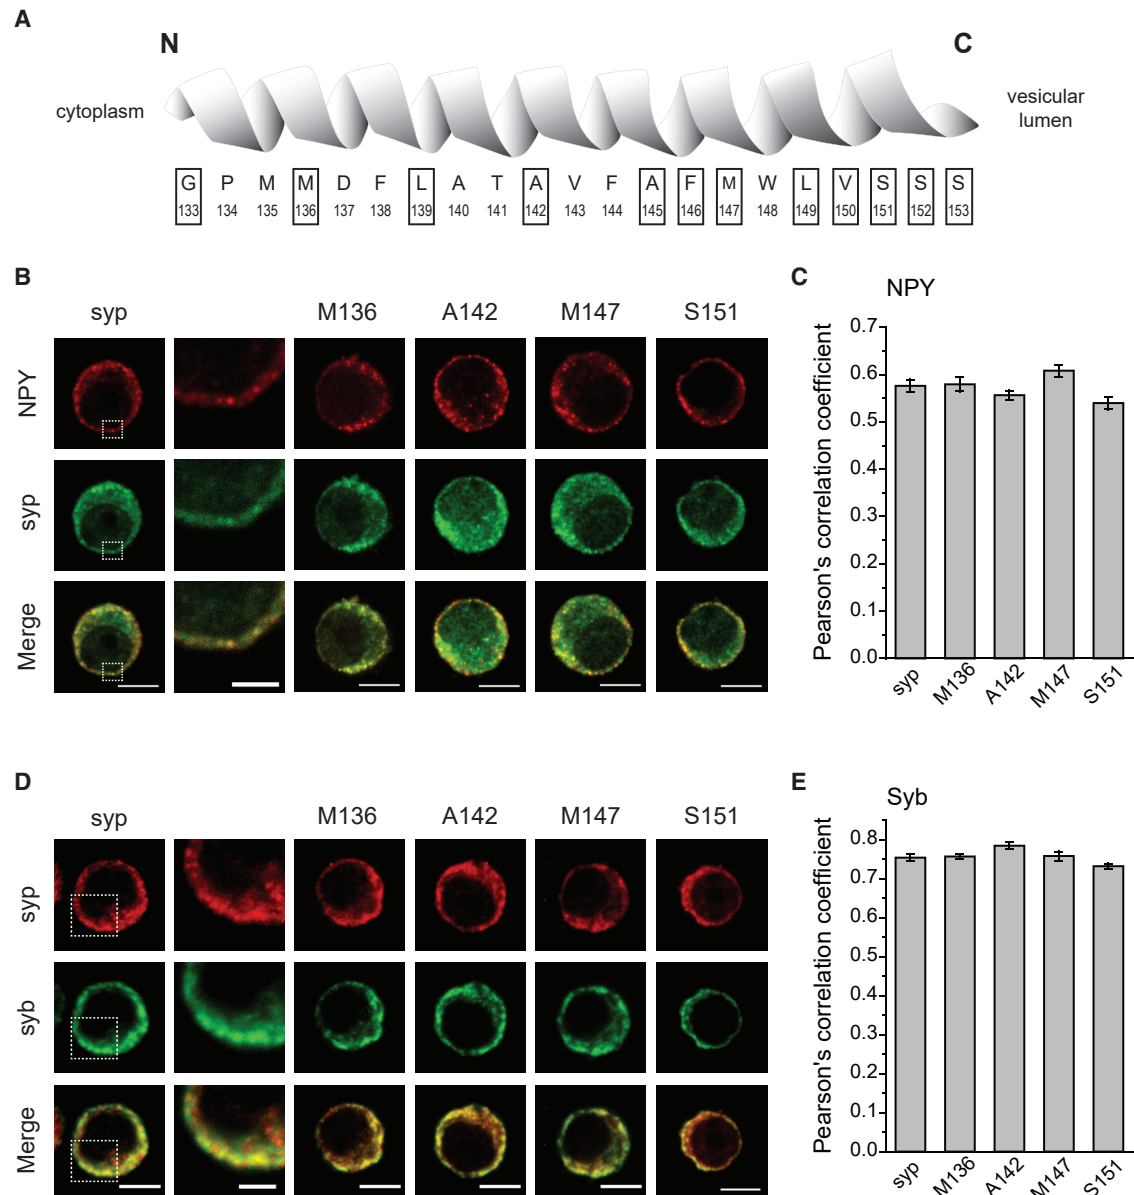 A
N
C
cytoplasm
vesicular
lumen
G P M M D F L A T A V F A F M W L V S S S
133 134 135 136 137 138 139 140 141 142 143 144 145 146 147 148 149 150 151 152 153
B
syp M136 A142 M147 S151
NPY
syp
Merge
C
NPY
Pearson's correlation coefficient
0.7
0.6
0.5
0.4
0.3
0.2
0.1
0.0
syp M136 A142 M147 S151
D
syp M136 A142 M147 S151
syp
syb
Merge
E
Syb
Pearson's correlation coefficient
0.8
0.7
0.6
0.5
0.4
0.3
0.2
0.1
0.0
syp M136 A142 M147 S151